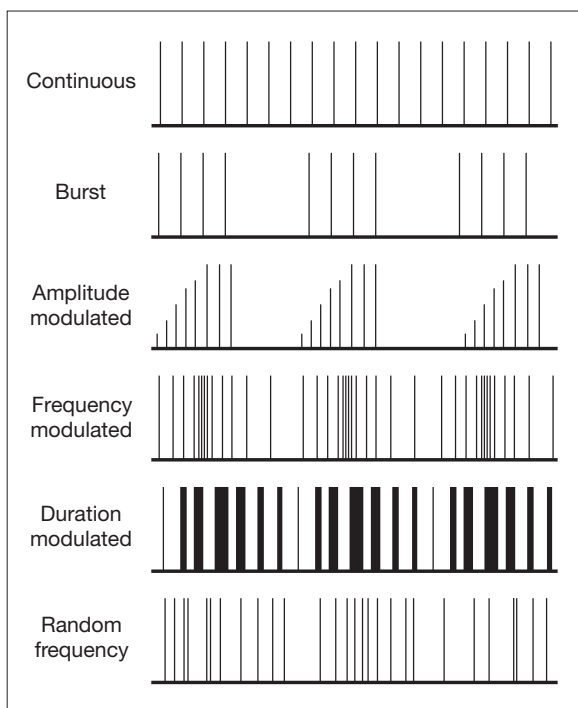 Continuous
Burst
Amplitude
modulated
Frequency
modulated
Duration
modulated
Random
frequency